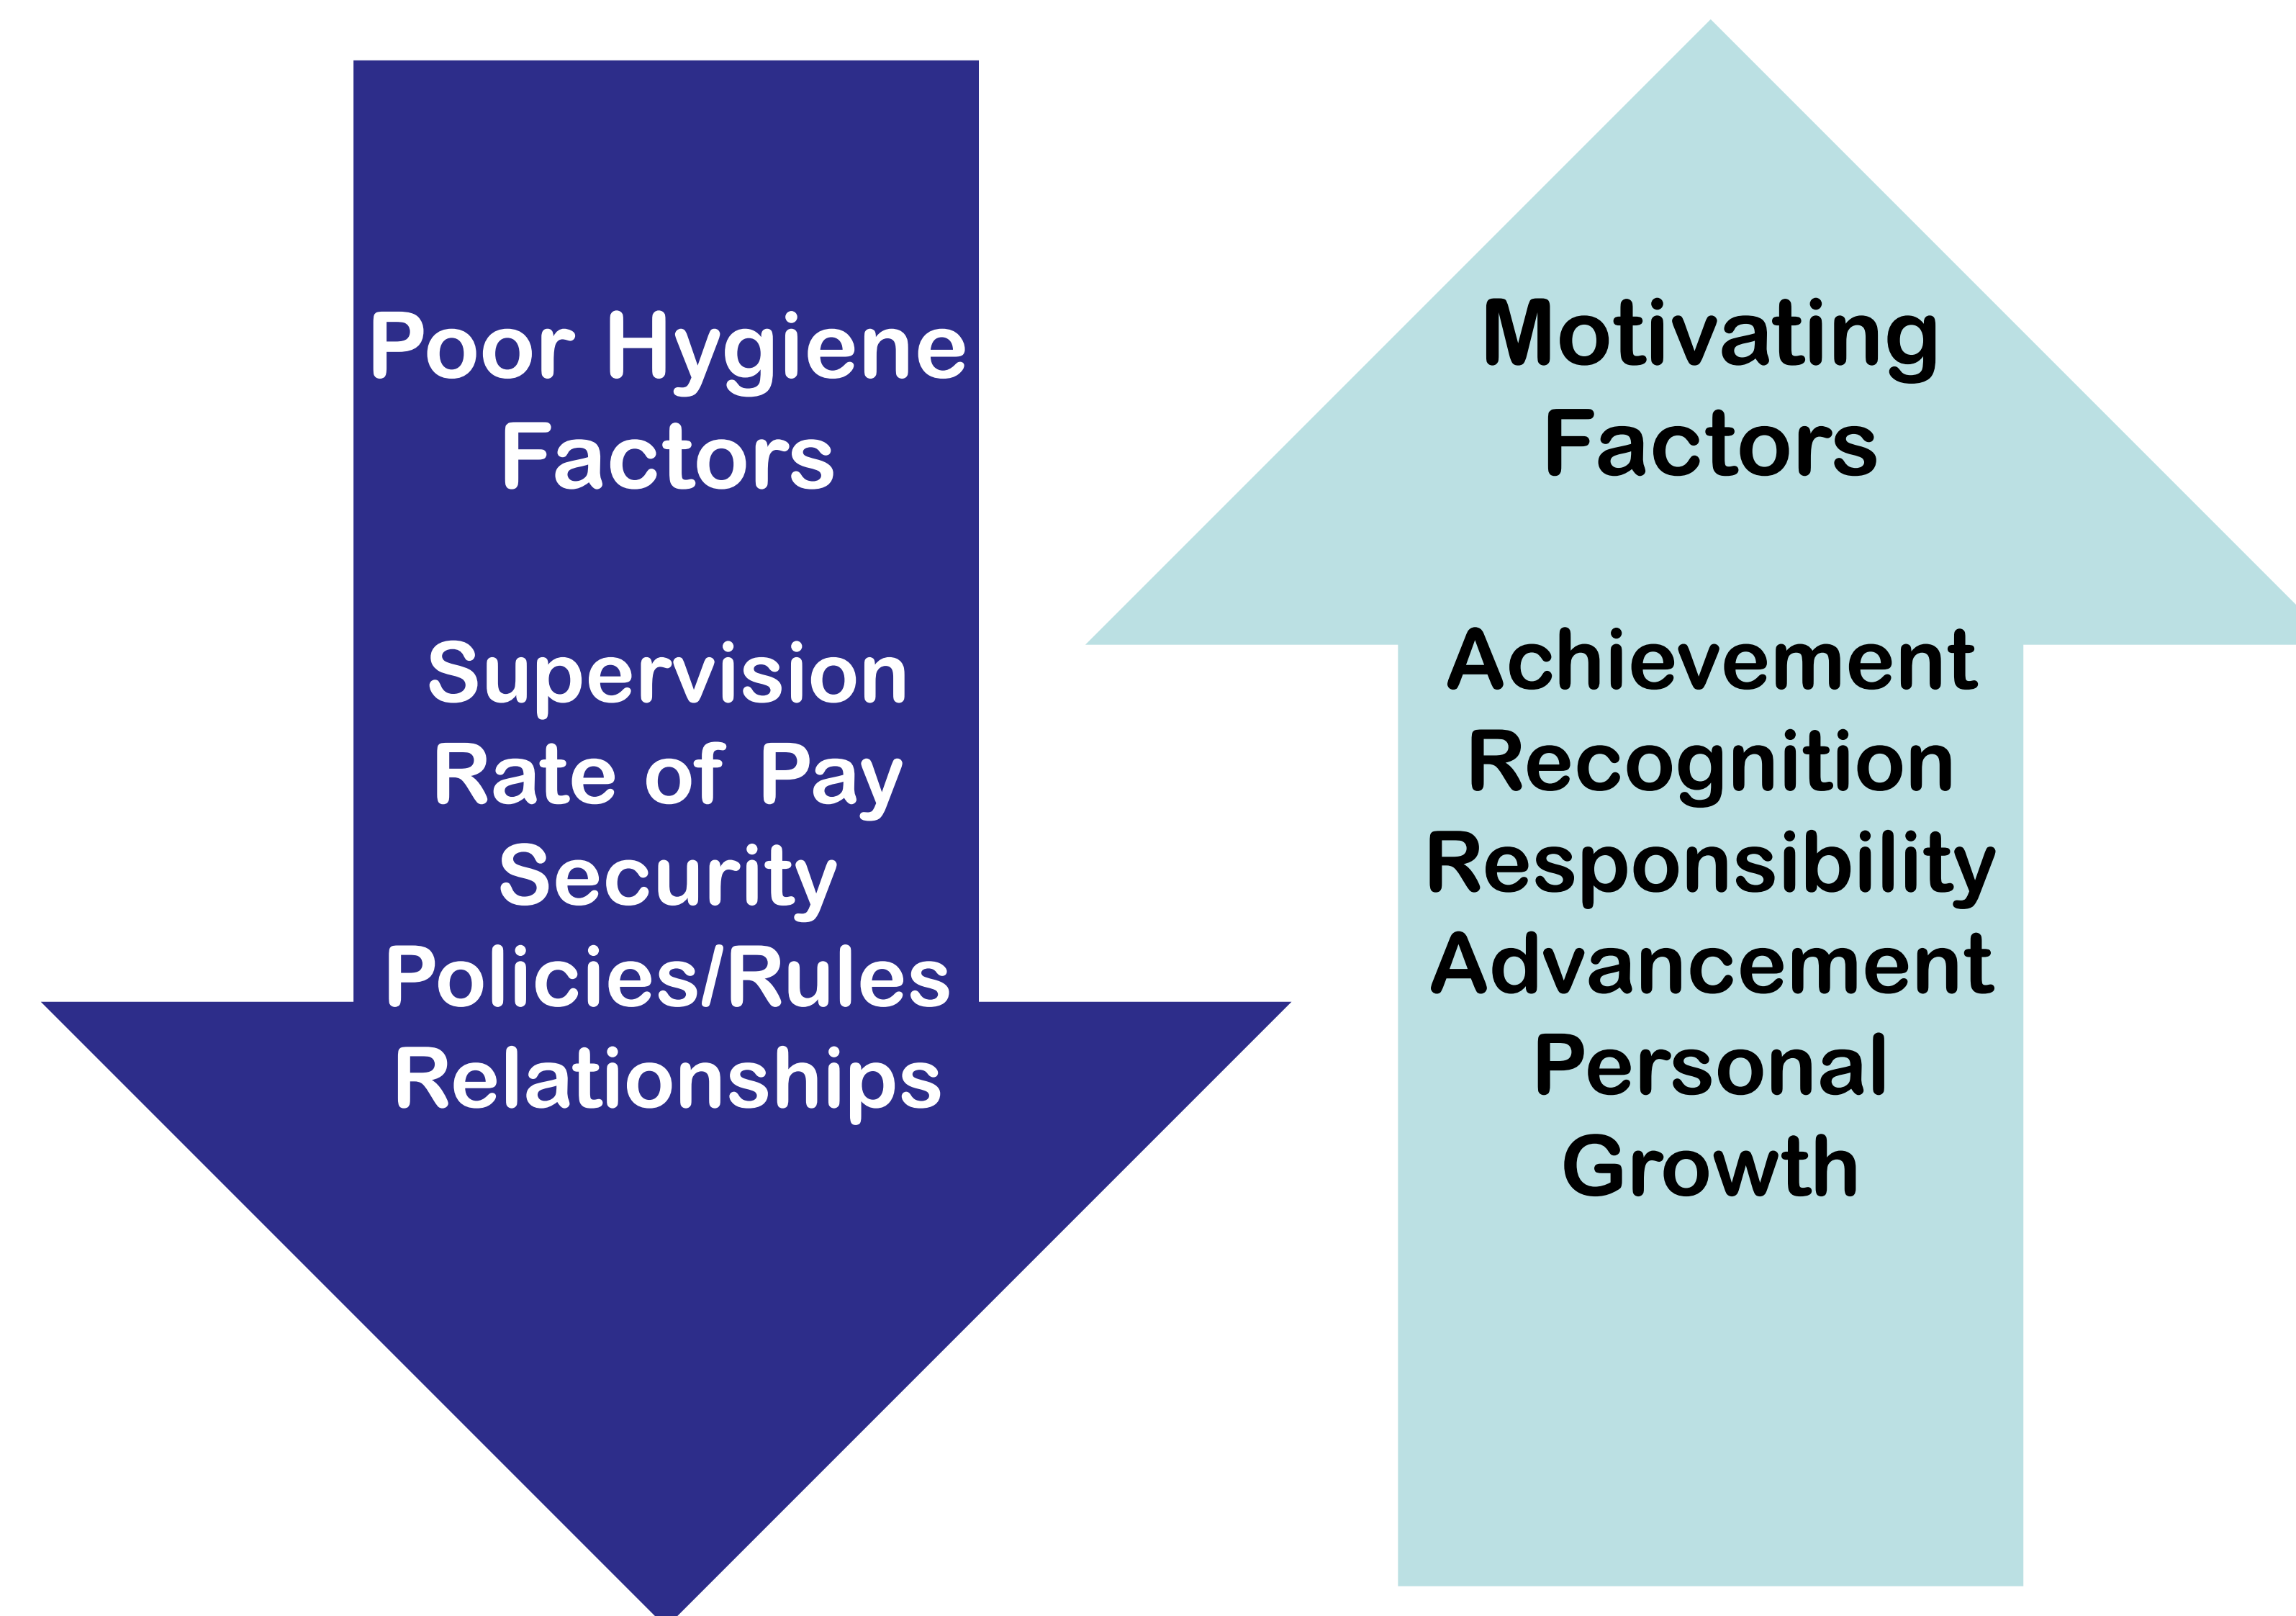 Poor Hygiene
Factors
Supervision
Rate of Pay
Security
Policies/Rules
Relationships
Motivating
Factors
Achievement
Recognition
Responsibility
Advancement
Personal
Growth